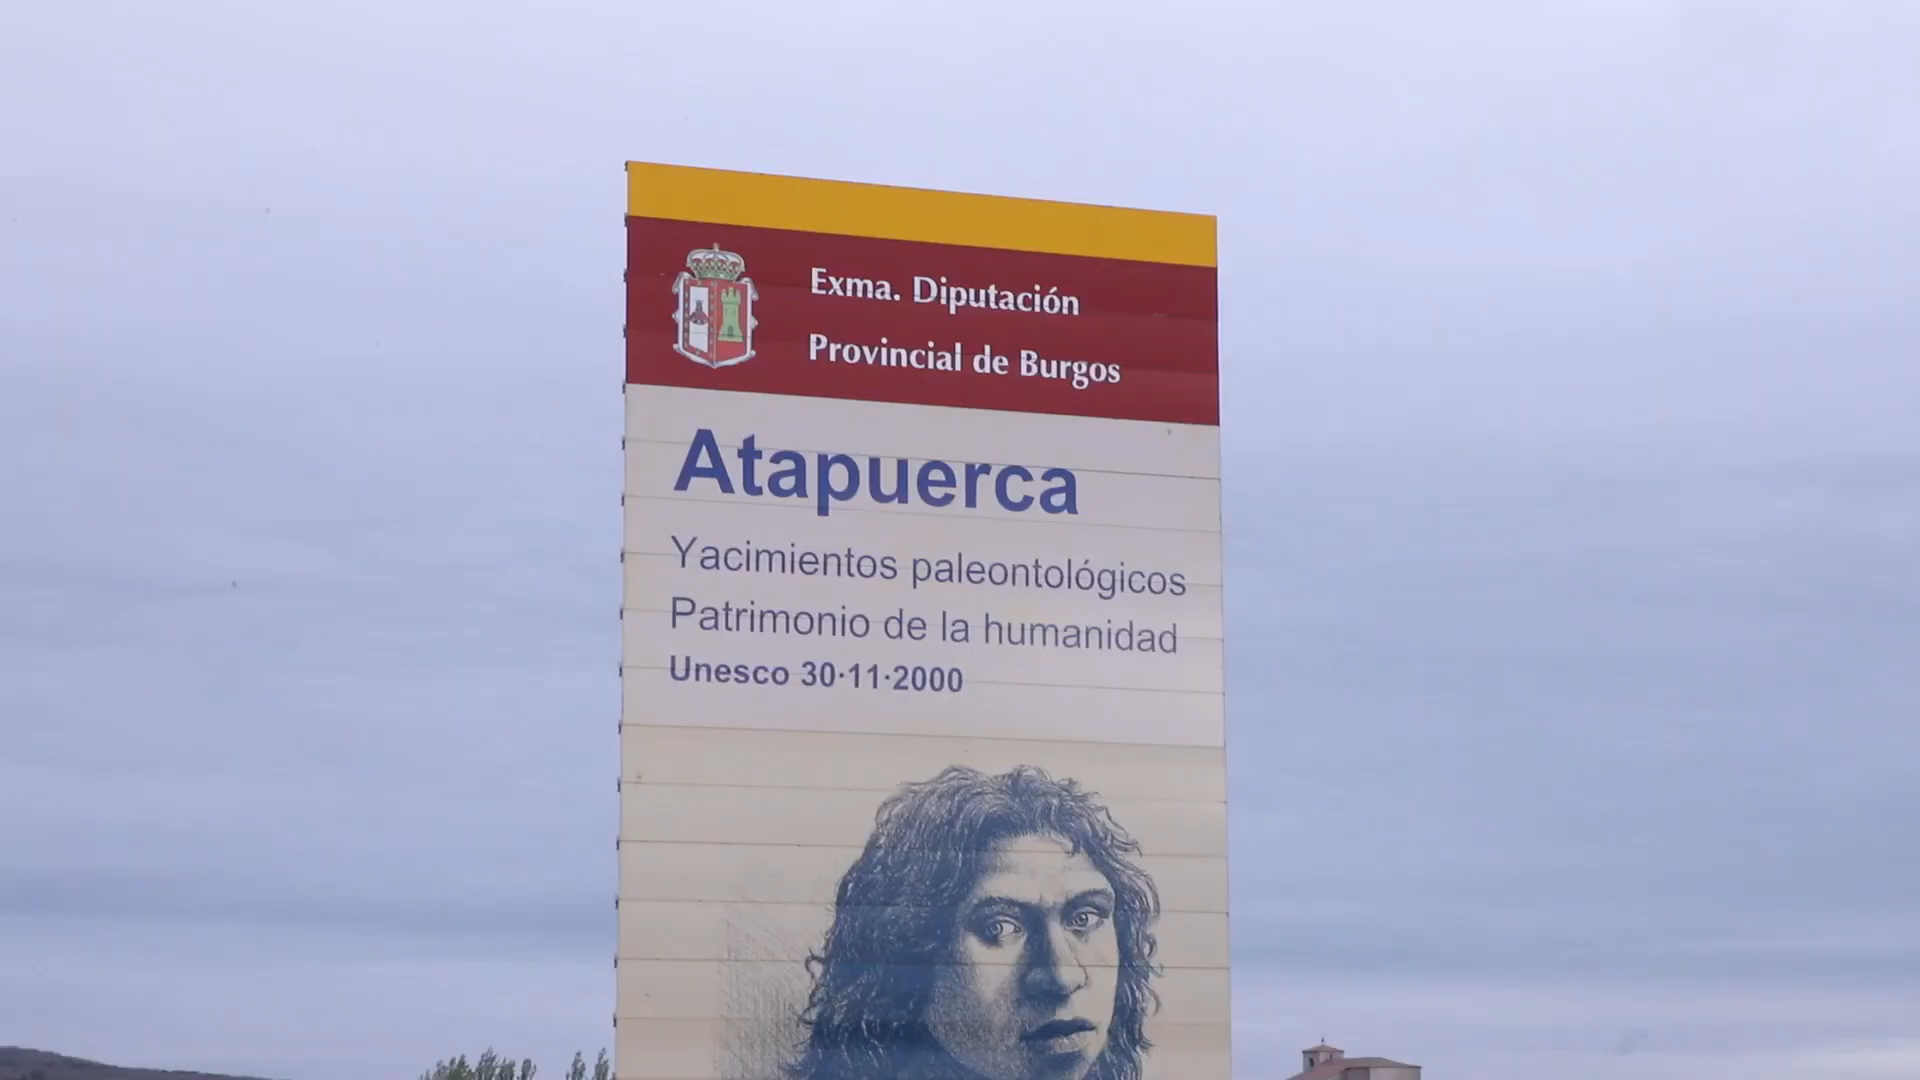 Exma. Diputación
Provincial de Burgos
Atapuerca
Yacimientos paleontológicos
Patrimonio de la humanidad
Unesco 30·11·2000